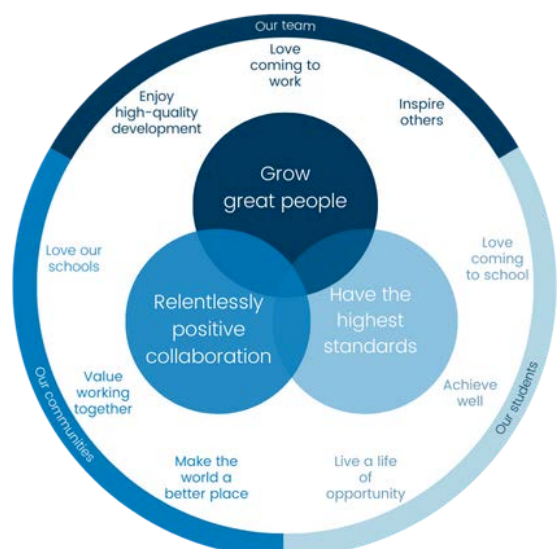 Our team
Love
coming to
work
Enjoy
high-quality
development
Inspire
others
Grow
great people
Love our
schools
Love
coming
to school
Relentlessly
positive
collaboration
Have the
highest
standards
Value
working
together
Achieve
well
Our communities
Our students
Make the
world a
better place
Live a life
of
opportunity